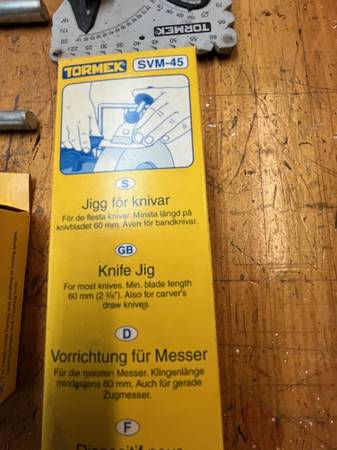 TORMEK
TORMEK SVM-45
S
Jigg för knivar
För de flesta knivar. Minsta längd på
knivbladet 60 mm. Även för bandknivar.
GB
Knife Jig
For most knives. Min. blade length
60 mm (2 3/8"). Also for carver's
draw knives.
D
Vorrichtung für Messer
Für die meisten Messer. Klingenlänge
mindestens 60 mm. Auch für gerade
Zugmesser.
F
Dispositif pour